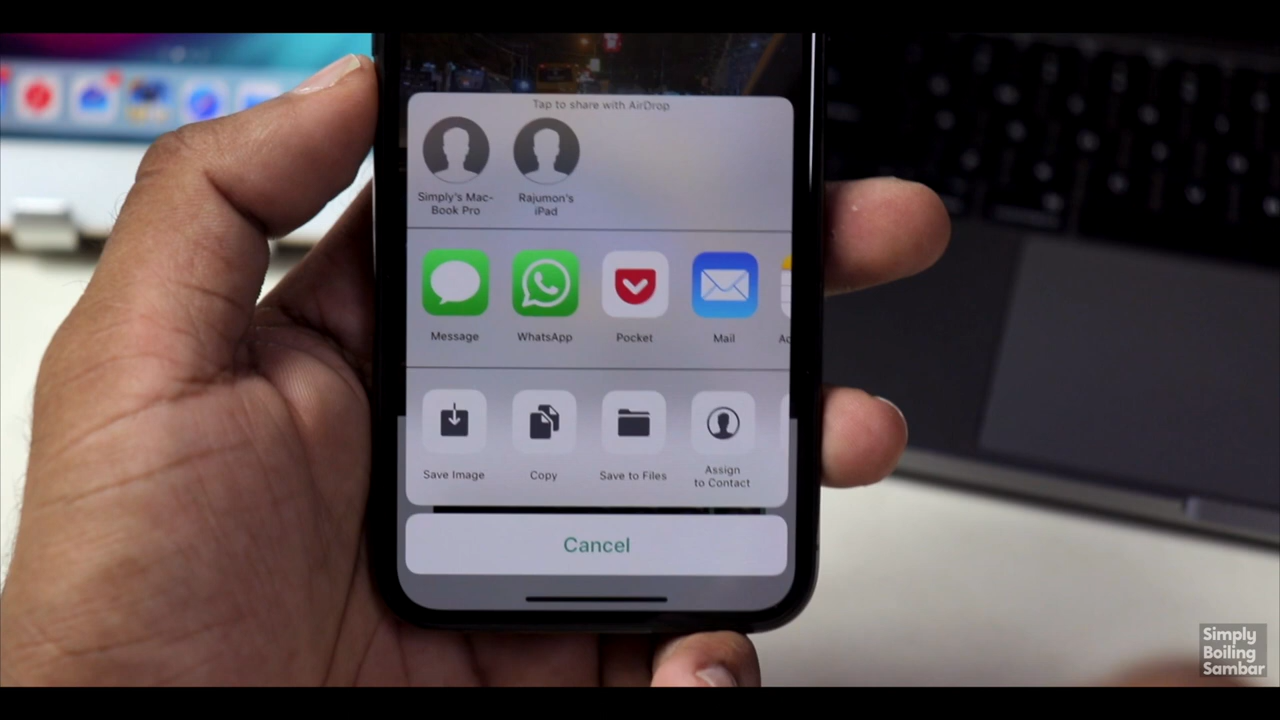 Tap to share with AirDrop
Simply's Mac-
Book Pro
Rajumon's
iPad
Message
WhatsApp
Pocket
Mail
Save Image
Copy
Save to Files
Assign
to Contact
Cancel
Simply
Boiling
Sambar